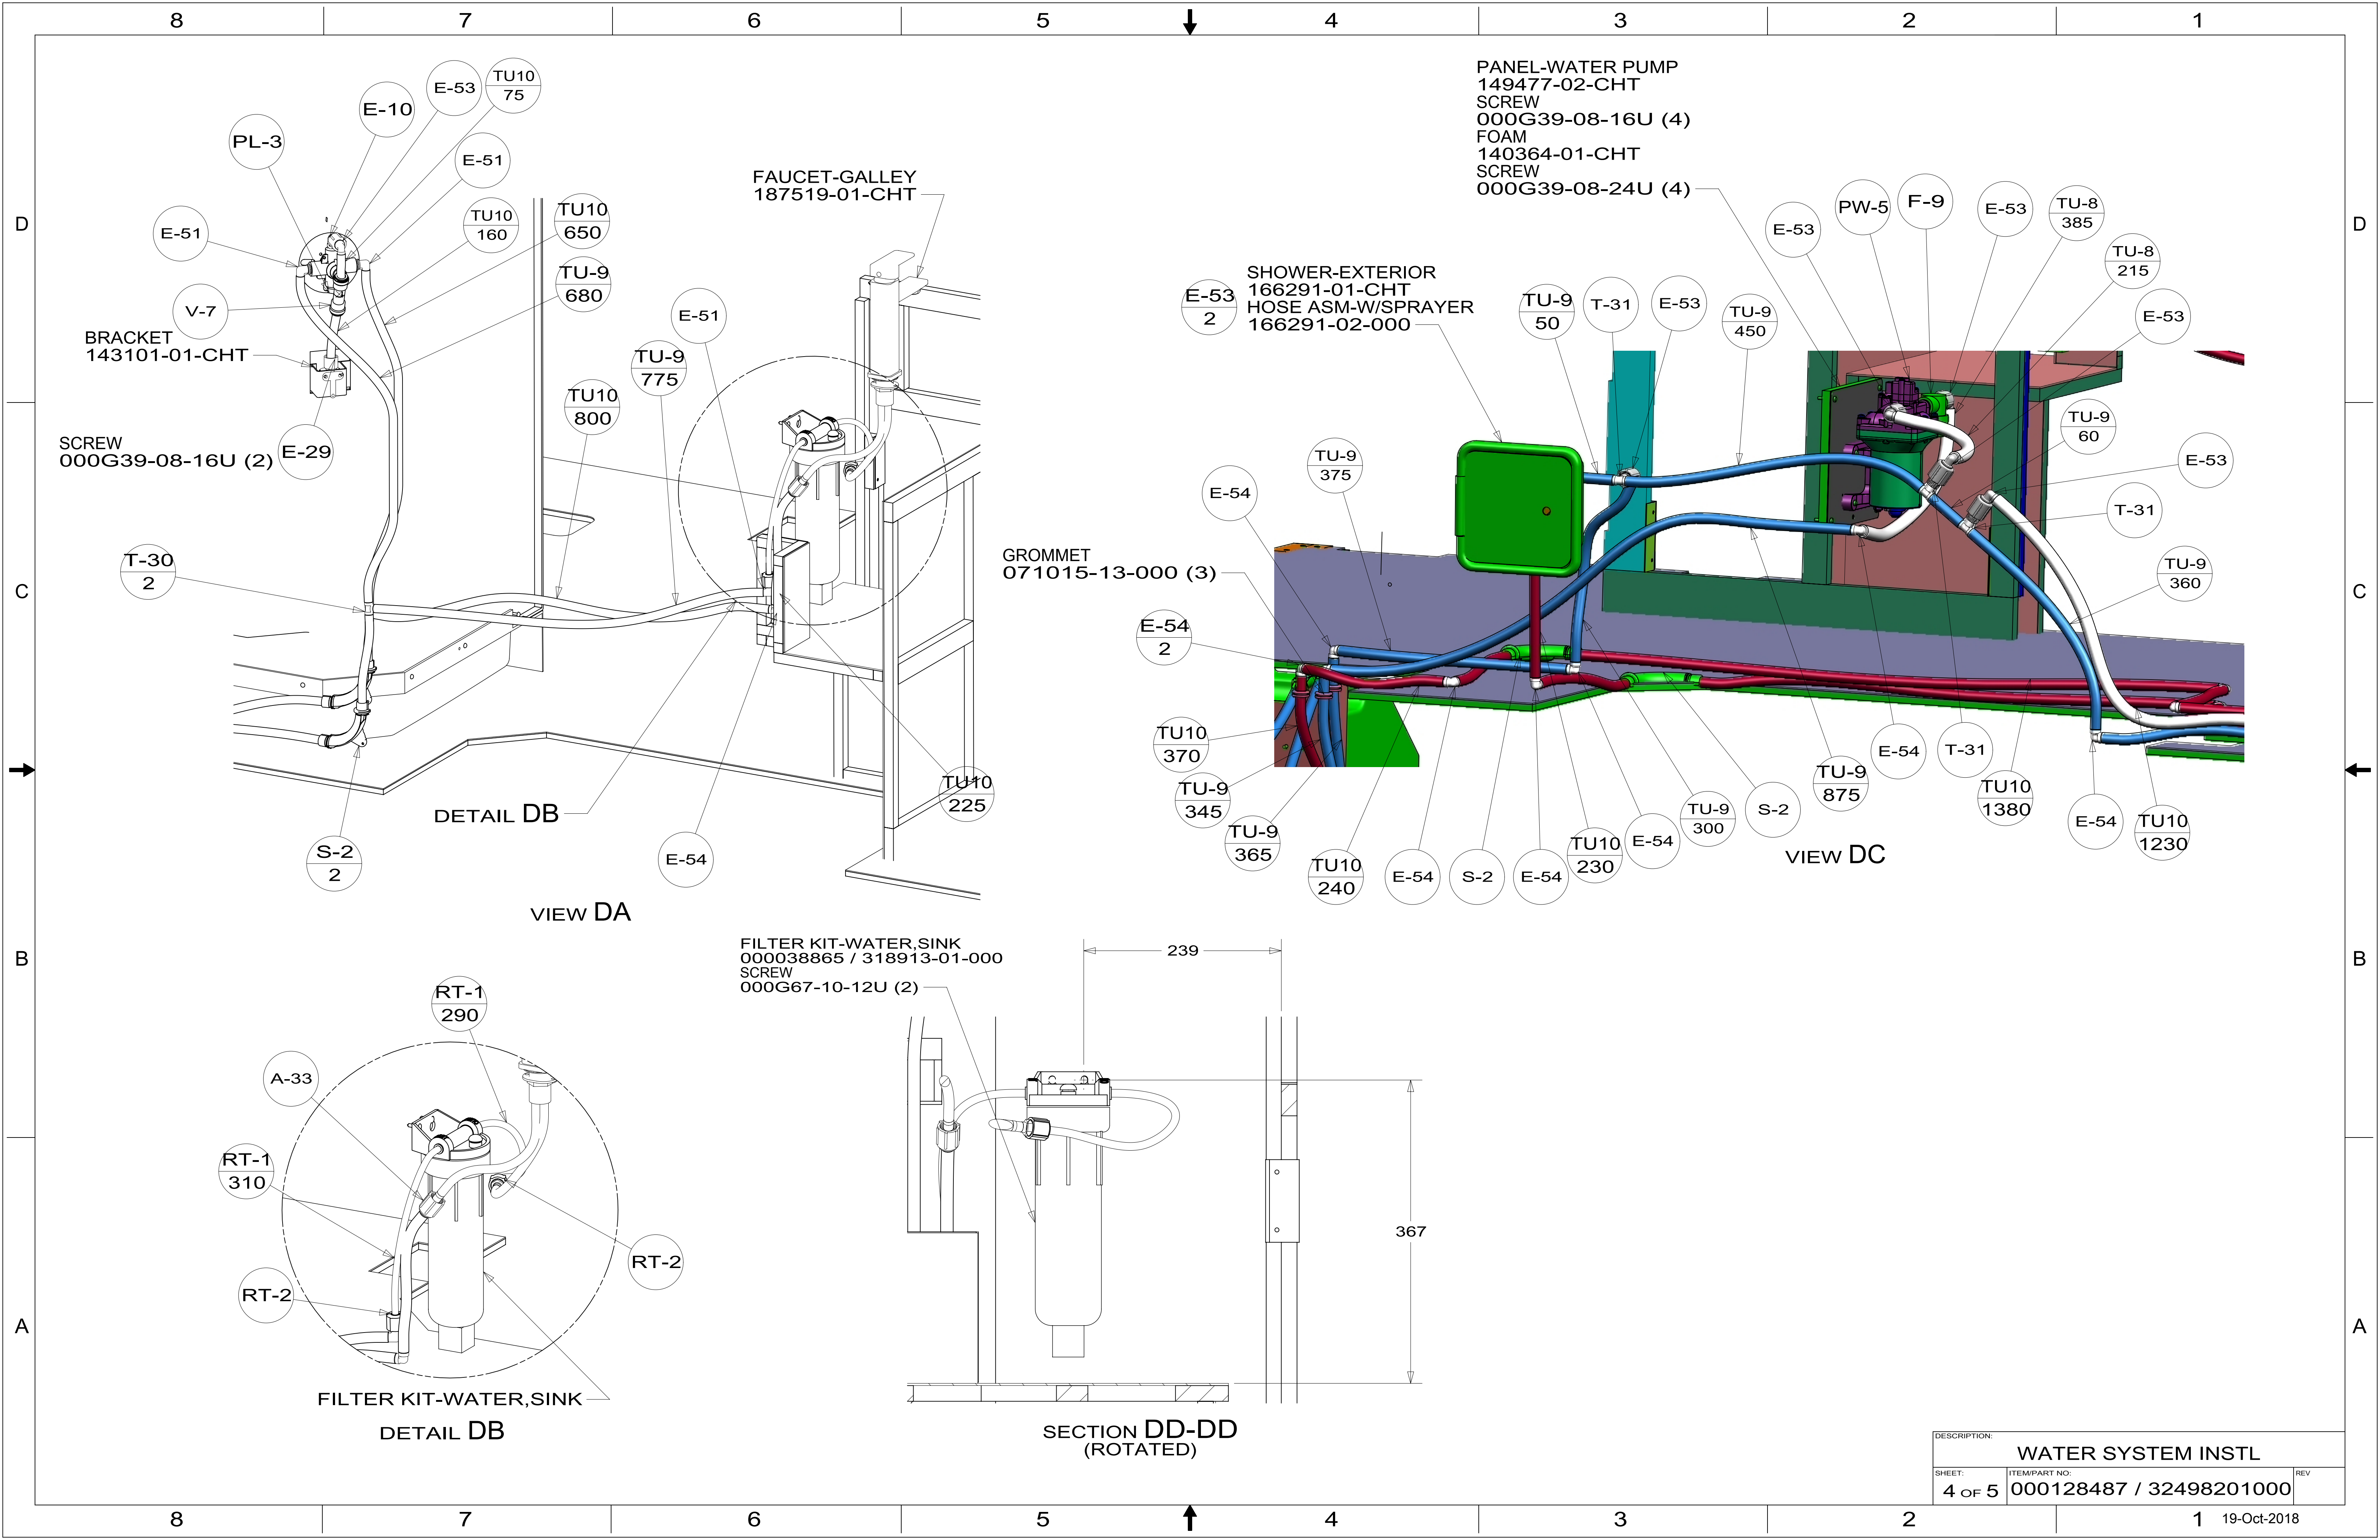 8 7 6 5 4 3 2 1
D
C
B
A
PL-3
E-10
E-53
TU10
75
E-51
E-51
TU10
160
TU10
650
TU-9
680
V-7
BRACKET
143101-01-CHT
SCREW
000G39-08-16U (2)
E-29
T-30
2
S-2
2
FAUCET-GALLEY
187519-01-CHT
E-51
TU-9
775
TU10
800
DETAIL DB
E-54
TU10
225
VIEW DA
PANEL-WATER PUMP
149477-02-CHT
SCREW
000G39-08-16U (4)
FOAM
140364-01-CHT
SCREW
000G39-08-24U (4)
E-53
2
SHOWER-EXTERIOR
166291-01-CHT
HOSE ASM-W/SPRAYER
166291-02-000
TU-9
50
T-31
E-53
TU-9
450
E-53
PW-5
F-9
E-53
TU-8
385
TU-8
215
E-53
TU-9
60
E-53
T-31
TU-9
360
TU-9
375
E-54
GROMMET
071015-13-000 (3)
E-54
2
TU10
370
TU-9
345
TU-9
365
TU10
240
E-54
S-2
E-54
TU10
230
E-54
TU-9
300
S-2
TU-9
875
E-54
T-31
TU10
1380
E-54
TU10
1230
VIEW DC
RT-1
290
A-33
RT-1
310
RT-2
RT-2
FILTER KIT-WATER,SINK
DETAIL DB
FILTER KIT-WATER,SINK
000038865 / 318913-01-000
SCREW
000G67-10-12U (2)
239
367
SECTION DD-DD
(ROTATED)
D
C
B
A
DESCRIPTION:
WATER SYSTEM INSTL
SHEET:
4 OF 5
ITEM/PART NO:
000128487 / 32498201000
REV
8 7 6 5 4 3 2 1
19-Oct-2018